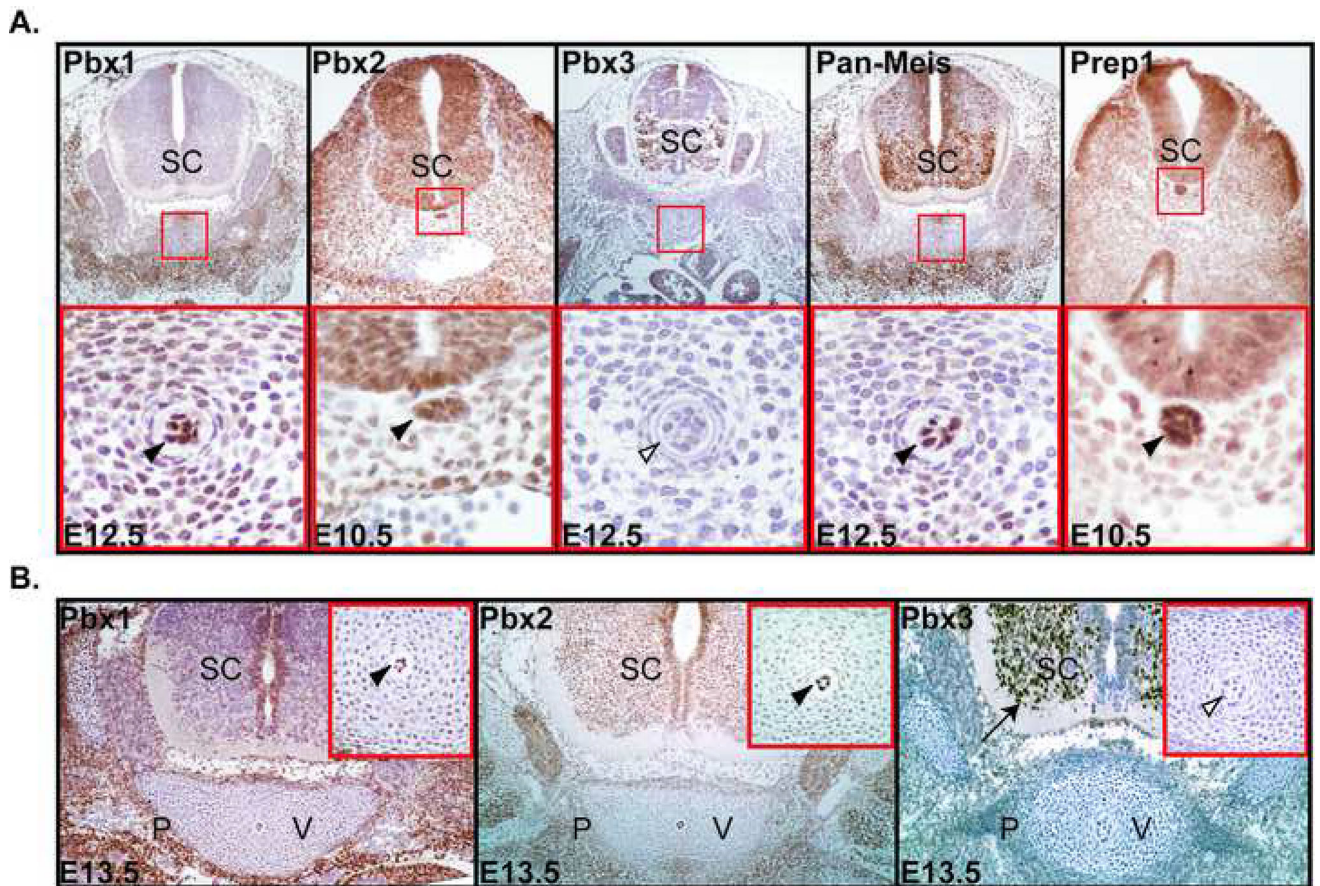 A.
Pbx1 Pbx2 Pbx3 Pan-Meis Prep1
SC SC SC SC SC
E12.5 E10.5 E12.5 E12.5 E10.5
B.
Pbx1 Pbx2 Pbx3
SC SC SC
P V P V P V
E13.5 E13.5 E13.5